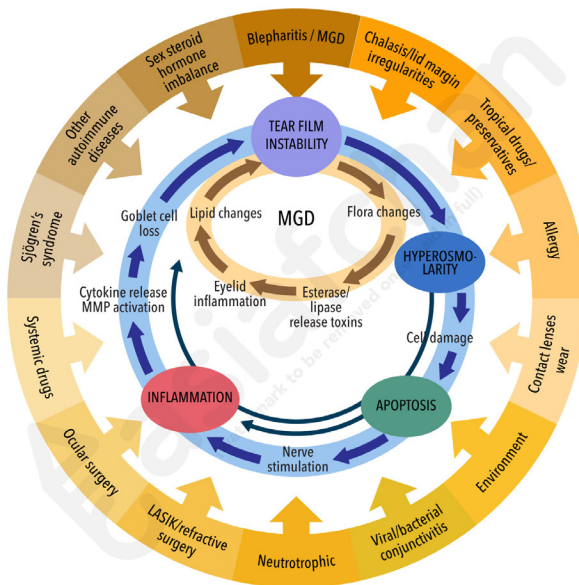 Blepharitis / MGD
Chalasis/lid margin
irregularities
Tropical drugs/
preservatives
Allergy
Contact lenses
wear
Environment
Viral/bacterial
conjunctivitis
Neutrotrophic
LASIK/refractive
surgery
Ocular surgery
Systemic drugs
Sjögren's
syndrome
Other
autoimmune
diseases
Sex steroid
hormone
imbalance
TEAR FILM
INSTABILITY
HYPEROSMO-
LARITY
Cell damage
APOPTOSIS
Nerve
stimulation
INFLAMMATION
Cytokine release
MMP activation
Goblet cell
loss
Lipid changes
MGD
Flora changes
Esterase/
lipase
release toxins
Eyelid
inflammation